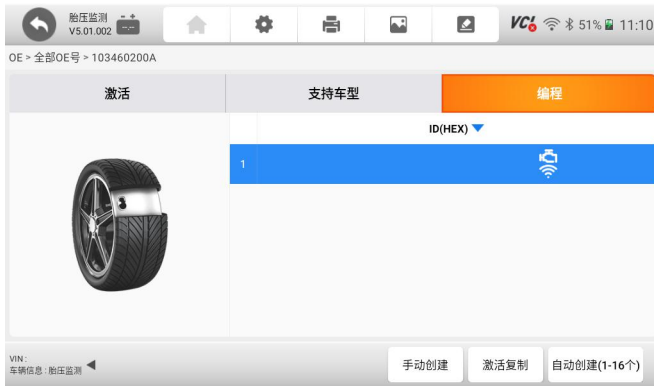 胎压监测
V5.01.002
VCI
51%
11:10
OE > 全部OE号 > 103460200A
激活
支持车型
编程
ID(HEX)
1
VIN :
车辆信息 : 胎压监测
手动创建
激活复制
自动创建(1-16个)